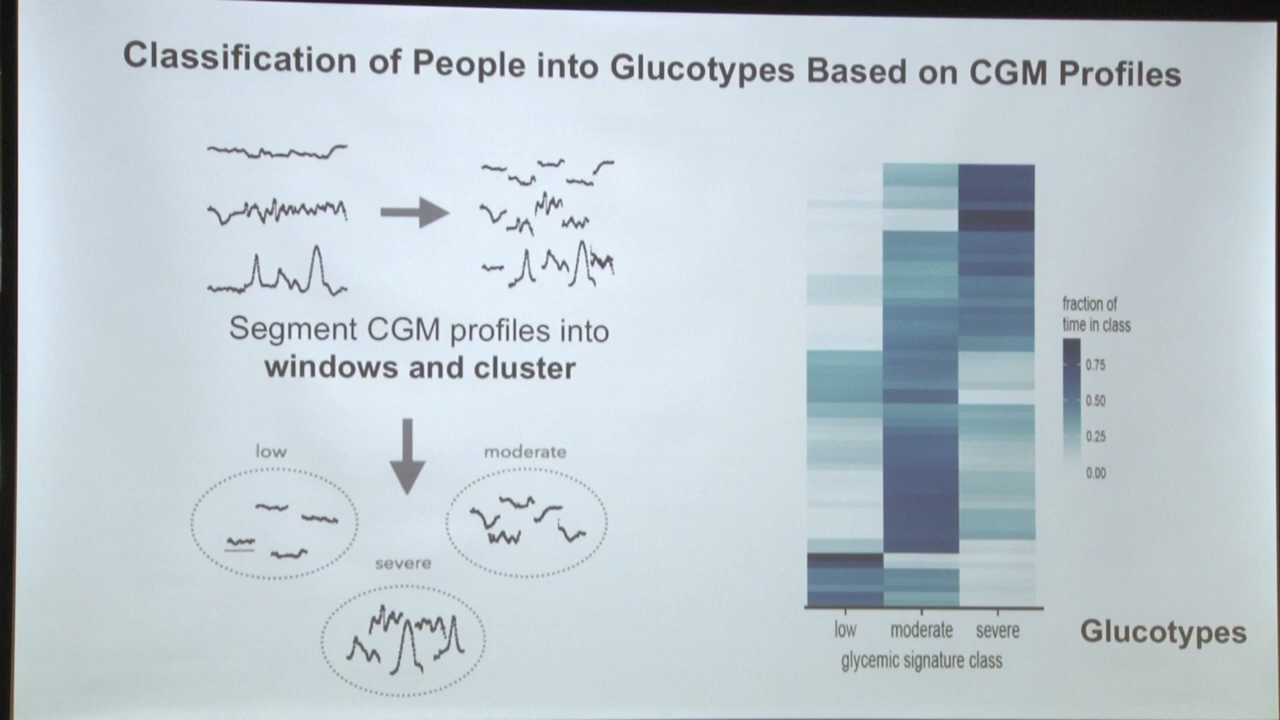 Classification of People into Glucotypes Based on CGM Profiles
Segment CGM profiles into
windows and cluster
low
moderate
severe
fraction of
time in class
0.75
0.50
0.25
0.00
low
moderate
severe
glycemic signature class
Glucotypes